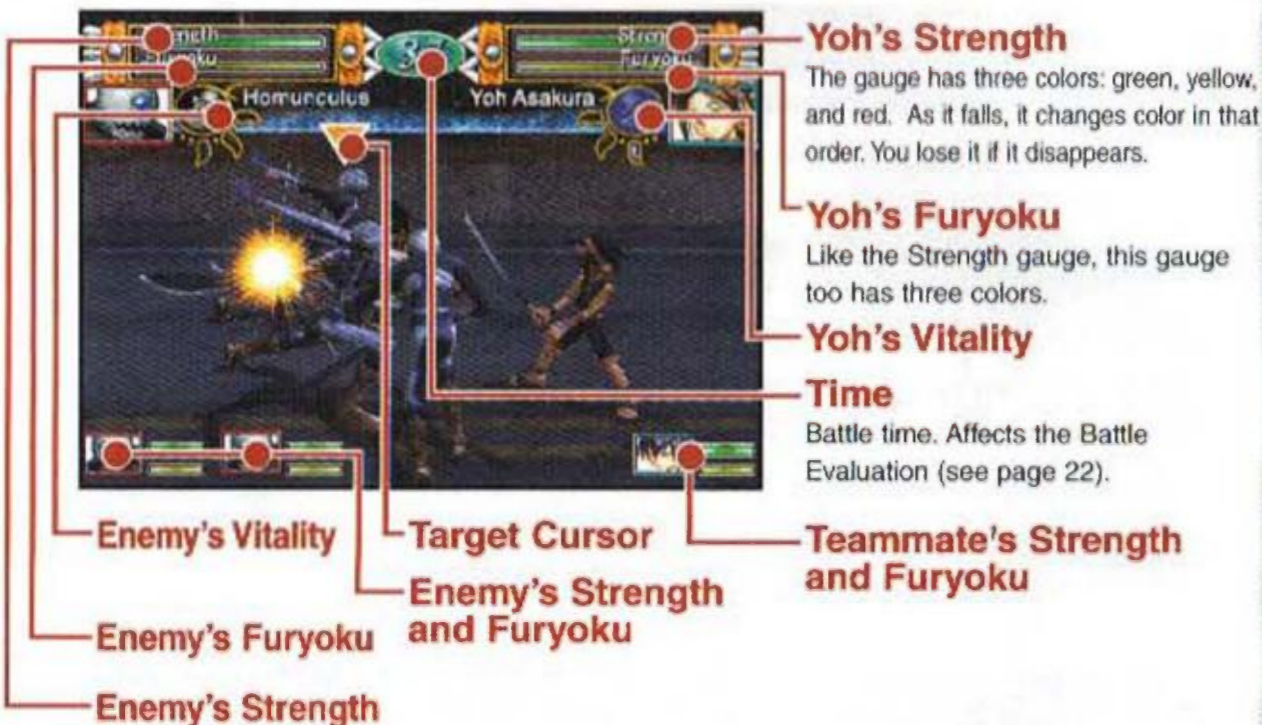 Strength
Furyoku
Homunculus
Yoh Asakura
Yoh's Strength
The gauge has three colors: green, yellow,
and red. As it falls, it changes color in that
order. You lose it if it disappears.
Yoh's Furyoku
Like the Strength gauge, this gauge
too has three colors.
Yoh's Vitality
Time
Battle time. Affects the Battle
Evaluation (see page 22).
Teammate's Strength
and Furyoku
Enemy's Vitality
Target Cursor
Enemy's Strength
and Furyoku
Enemy's Furyoku
Enemy's Strength